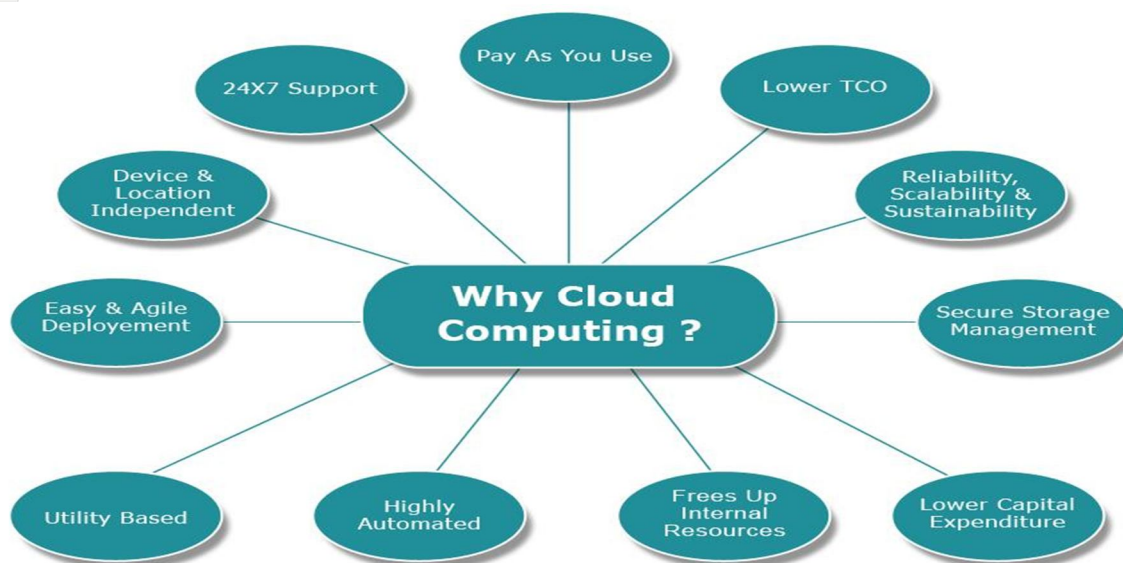 Pay As You Use
24X7 Support
Lower TCO
Device &
Location
Independent
Reliability,
Scalability &
Sustainability
Why Cloud
Computing ?
Easy & Agile
Deployement
Secure Storage
Management
Utility Based
Highly
Automated
Frees Up
Internal
Resources
Lower Capital
Expenditure